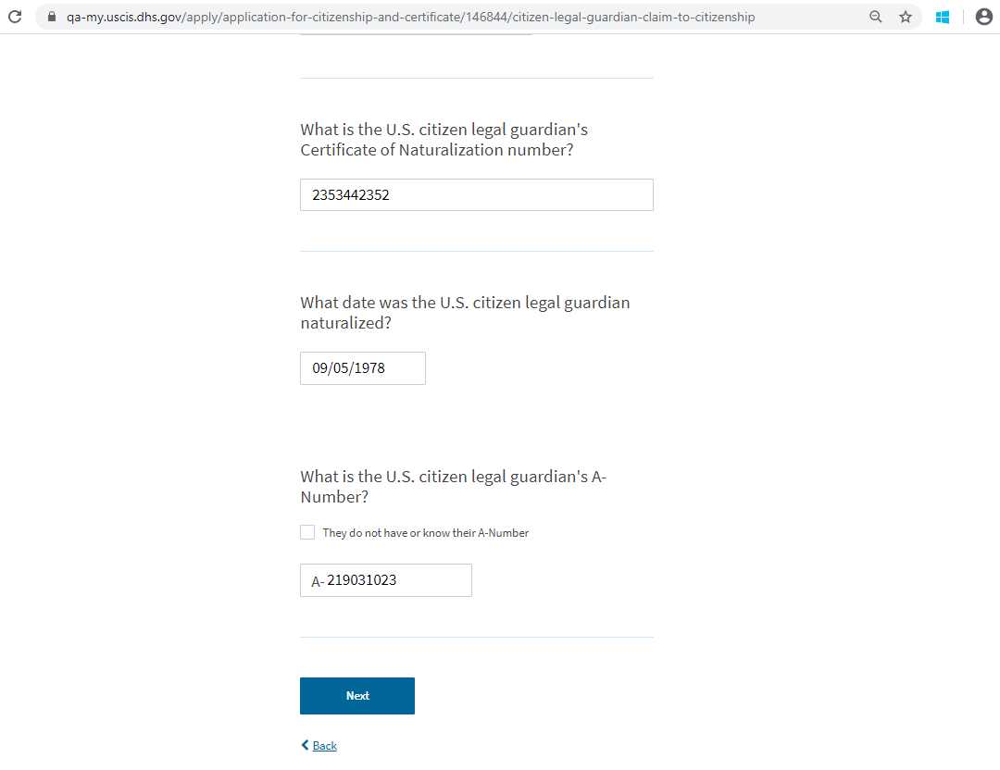 qa-my.uscis.dhs.gov/apply/application-for-citizenship-and-certificate/146844/citizen-legal-guardian-claim-to-citizenship
What is the U.S. citizen legal guardian's
Certificate of Naturalization number?
2353442352
What date was the U.S. citizen legal guardian
naturalized?
09/05/1978
What is the U.S. citizen legal guardian's A-
Number?
They do not have or know their A-Number
A- 219031023
Next
Back